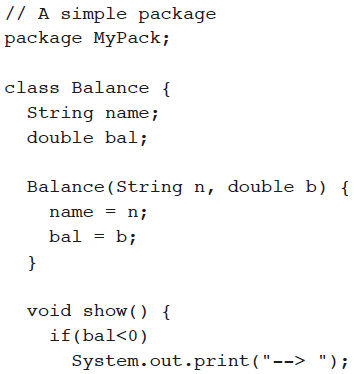 // A simple package
package MyPack;

class Balance {
  String name;
  double bal;

  Balance(String n, double b) {
    name = n;
    bal = b;
  }

  void show() {
    if(bal<0)
      System.out.print("--> ");